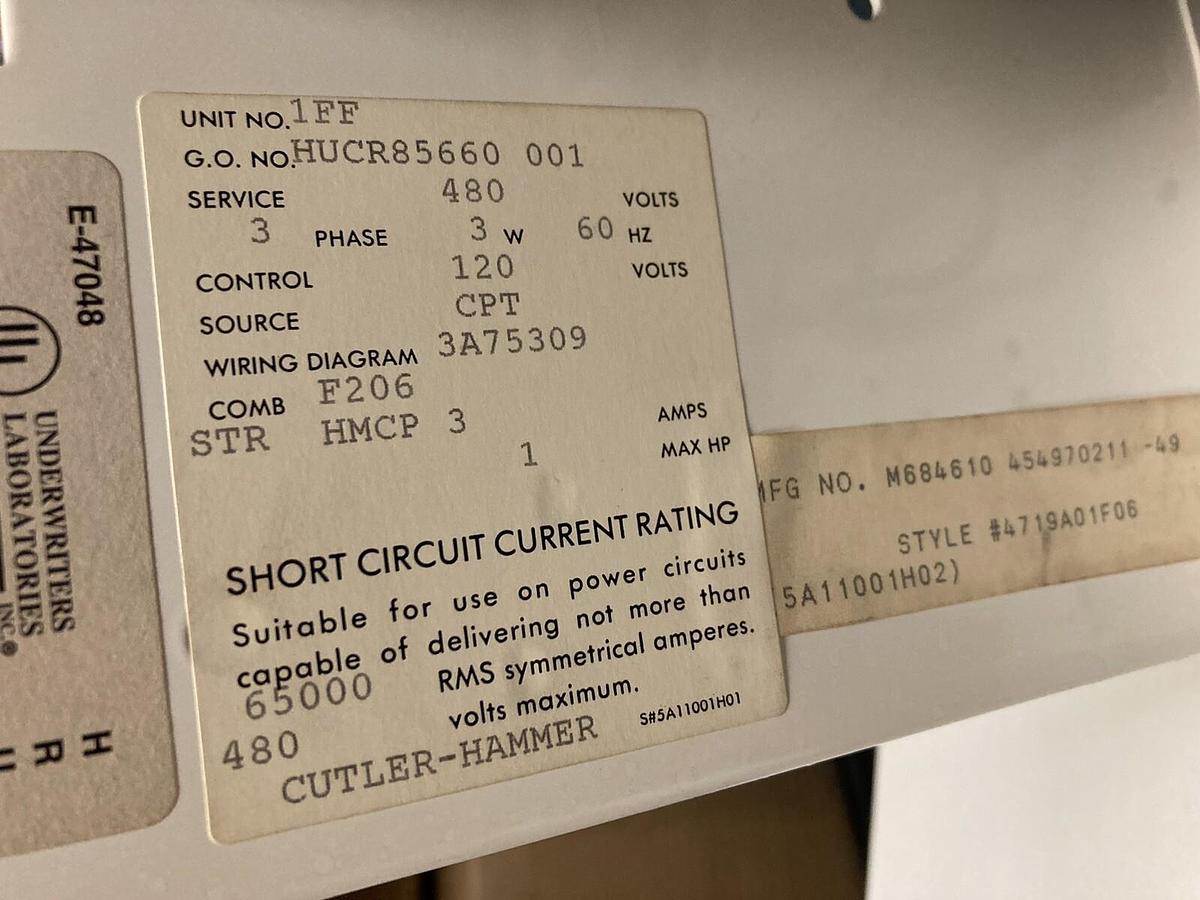 UNIT NO. 1FF
G.O. NO. HUCR85660 001
SERVICE 480 VOLTS
3 PHASE 3 W 60 HZ
CONTROL 120 VOLTS
SOURCE CPT
WIRING DIAGRAM 3A75309
COMB F206
STR HMCP 3 AMPS
1 MAX HP
SHORT CIRCUIT CURRENT RATING
Suitable for use on power circuits
capable of delivering not more than
65000 RMS symmetrical amperes.
480 volts maximum.
CUTLER-HAMMER S#5A11001H01
E-47048
UNDERWRITERS
LABORATORIES INC.®
H
R
MFG NO. M684610 454970211 -49
STYLE #4719A01F06
5A11001H02)